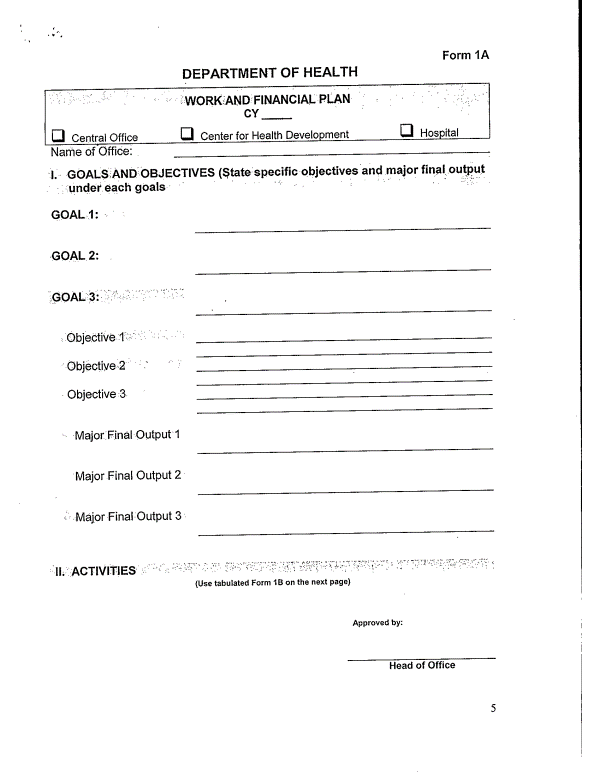 Form 1A
DEPARTMENT OF HEALTH
WORK AND FINANCIAL PLAN
CY _____
Central Office Center for Health Development Hospital
Name of Office:
I. GOALS AND OBJECTIVES (State specific objectives and major final output
under each goals
GOAL 1:
GOAL 2:
GOAL 3:
Objective 1
Objective 2
Objective 3
Major Final Output 1
Major Final Output 2
Major Final Output 3
II. ACTIVITIES
(Use tabulated Form 1B on the next page)
Approved by:
Head of Office
5